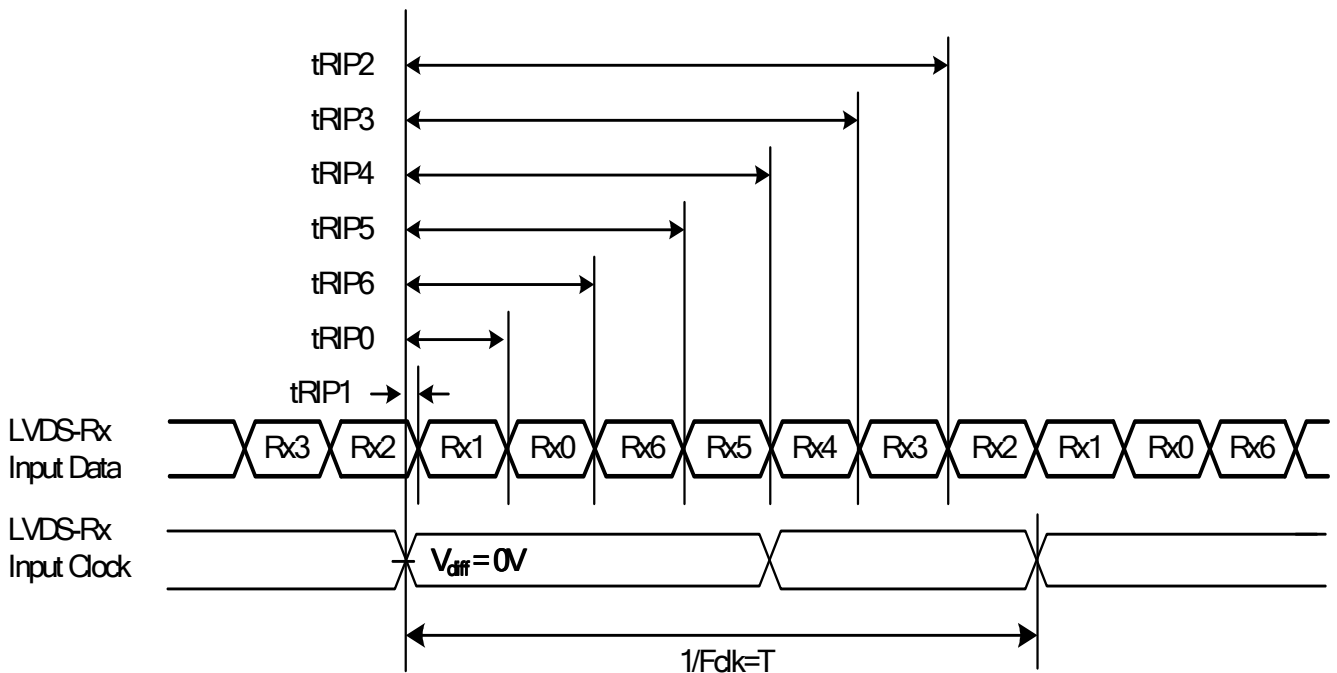 tRIP2
tRIP3
tRIP4
tRIP5
tRIP6
tRIP0
tRIP1
LVDS-Rx
Input Data
Rx3 Rx2 Rx1 Rx0 Rx6 Rx5 Rx4 Rx3 Rx2 Rx1 Rx0 Rx6
LVDS-Rx
Input Clock
Vdiff = 0V
1/Fclk=T